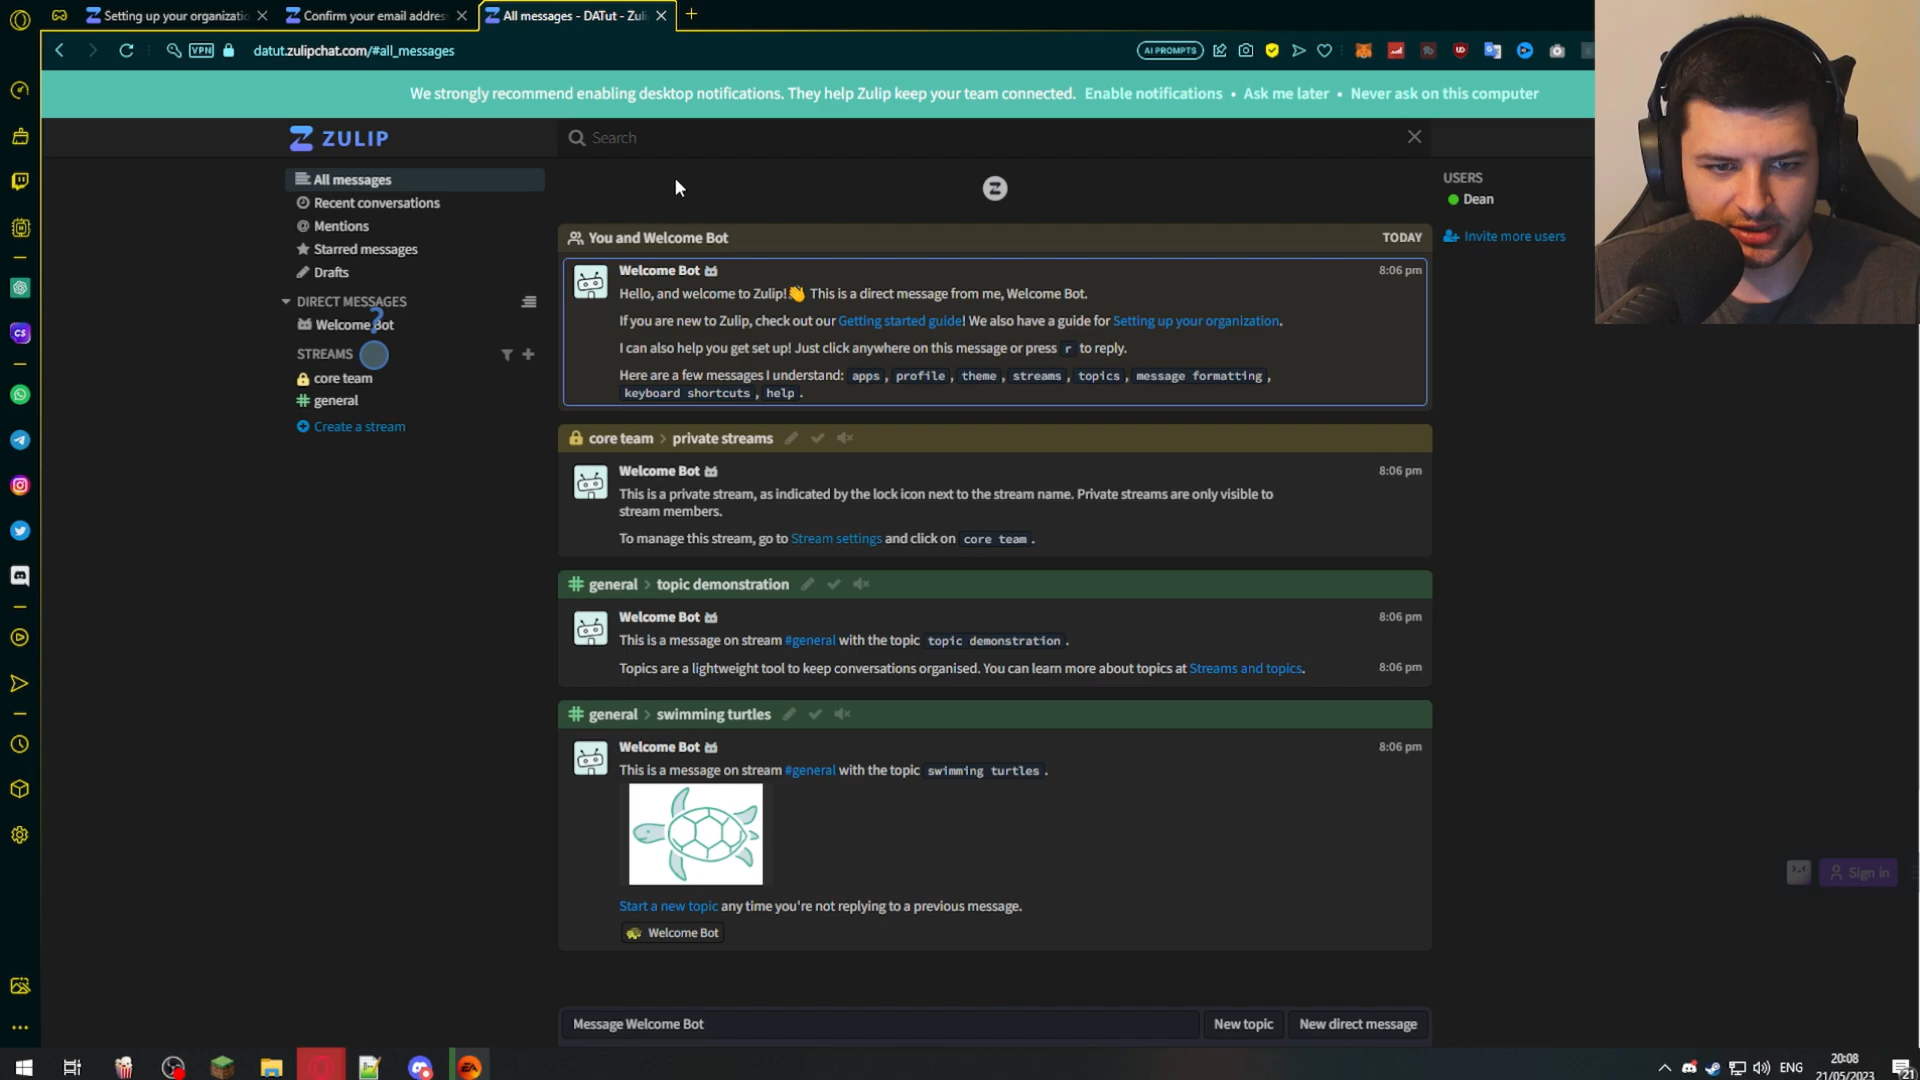 Setting up your organizatio
Confirm your email address
All messages - DATut - Zuli
VPN
datut.zulipchat.com/#all_messages
AI PROMPTS
We strongly recommend enabling desktop notifications. They help Zulip keep your team connected. Enable notifications • Ask me later • Never ask on this computer
ZULIP
Search
All messages
Recent conversations
Mentions
Starred messages
Drafts
DIRECT MESSAGES
Welcome Bot
STREAMS
core team
general
Create a stream
You and Welcome Bot
TODAY
Welcome Bot
8:06 pm
Hello, and welcome to Zulip!👋 This is a direct message from me, Welcome Bot.
If you are new to Zulip, check out our Getting started guide! We also have a guide for Setting up your organization.
I can also help you get set up! Just click anywhere on this message or press r to reply.
Here are a few messages I understand: apps, profile, theme, streams, topics, message formatting,
keyboard shortcuts, help.
core team > private streams
Welcome Bot
8:06 pm
This is a private stream, as indicated by the lock icon next to the stream name. Private streams are only visible to
stream members.
To manage this stream, go to Stream settings and click on core team.
# general > topic demonstration
Welcome Bot
8:06 pm
This is a message on stream #general with the topic topic demonstration.
Topics are a lightweight tool to keep conversations organised. You can learn more about topics at Streams and topics.
8:06 pm
# general > swimming turtles
Welcome Bot
8:06 pm
This is a message on stream #general with the topic swimming turtles.
Start a new topic any time you're not replying to a previous message.
Welcome Bot
Message Welcome Bot
New topic
New direct message
USERS
Dean
Invite more users
Sign in
CS
EA
ENG
20:08
21/05/2023
21